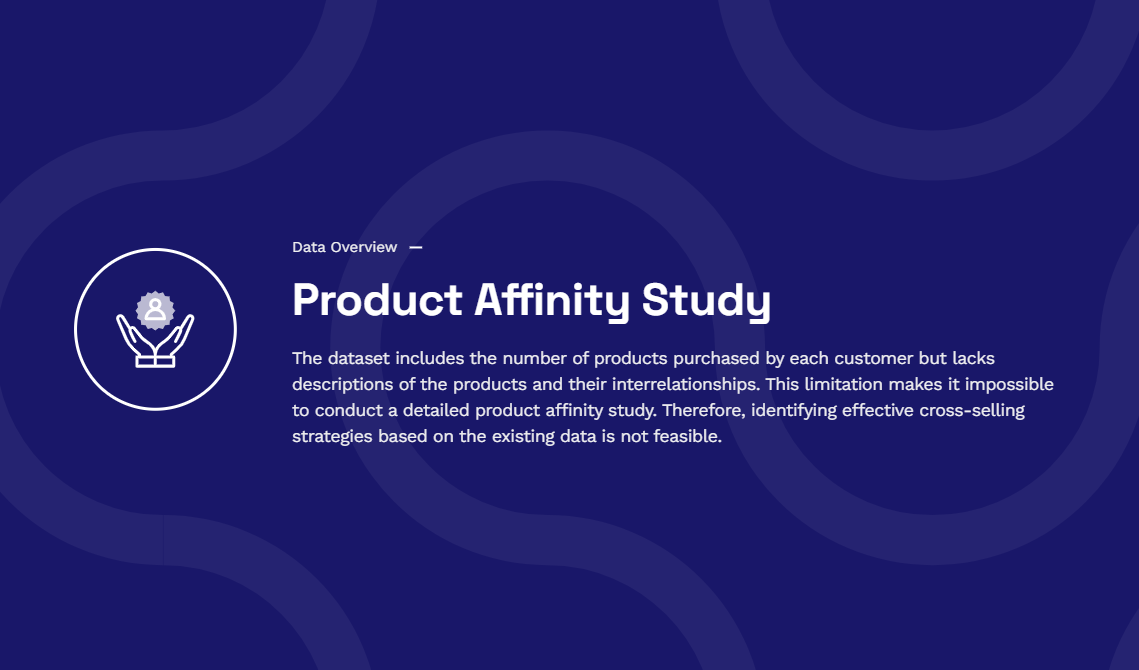 Data Overview —
Product Affinity Study
The dataset includes the number of products purchased by each customer but lacks
descriptions of the products and their interrelationships. This limitation makes it impossible
to conduct a detailed product affinity study. Therefore, identifying effective cross-selling
strategies based on the existing data is not feasible.